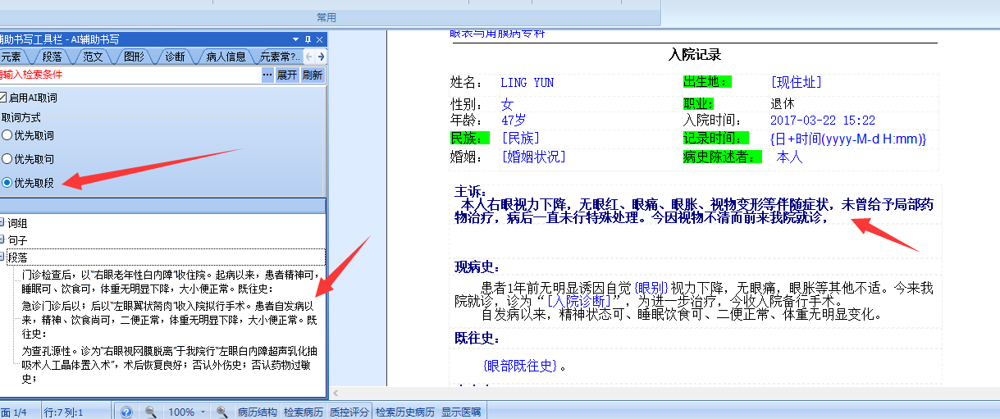 常用
辅助书写工具栏 - AI辅助书写
元素 段落 范文 图形 诊断 病人信息 元素常?..
请输入检索条件 ... 展开 刷新
启用AI取词
取词方式
优先取词
优先取句
优先取段
词组
句子
段落
门诊检查后，以“右眼老年性白内障”收住院。起病以来，患者精神可，
睡眠可、饮食可，体重无明显下降，大小便正常。既往史：
急诊门诊后以；后以“左眼翼状胬肉”收入院拟行手术。患者自发病以
来，精神、饮食尚可，二便正常，体重无明显下降，大小便正常。既
往史：
为查孔源性。诊为“右眼视网膜脱离”于我院行“左眼白内障超声乳化抽
吸术人工晶体置入术”，术后恢复良好；否认外伤史；否认药物过敏
史；
眼表与角膜病专科
入院记录
姓名： LING YUN 出生地： [现住址]
性别： 女 职业： 退休
年龄： 47岁 入院时间： 2017-03-22 15:22
民族： [民族] 记录时间： {日+时间(yyyy-M-d H:mm)}
婚姻： [婚姻状况] 病史陈述者： 本人
主诉：
本人右眼视力下降，无眼红、眼痛、眼胀、视物变形等伴随症状，未曾给予局部药
物治疗，病后一直未行特殊处理。今因视物不清而前来我院就诊，
现病史：
患者1年前无明显诱因自觉{眼别}视力下降，无眼痛，眼胀等其他不适。今来我
院就诊，诊为“[入院诊断]”，为进一步治疗，今收入院备行手术。
自发病以来，精神状态可、睡眠饮食可、二便正常、体重无明显变化。
既往史：
{眼部既往史}。
面 1/4 行:7 列:1 100% 病历结构 检索病历 质控评分 检索历史病历 显示医嘱